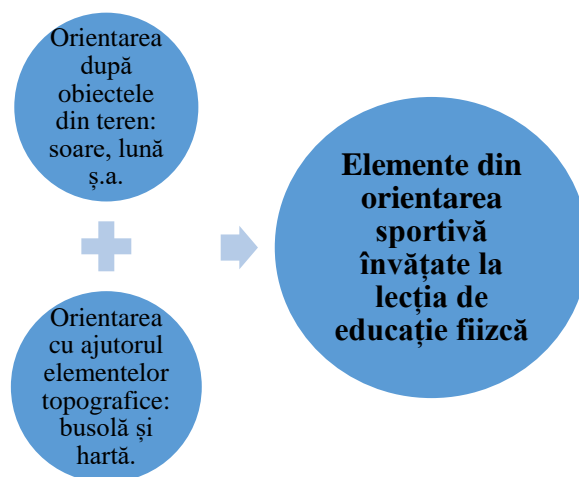 Orientarea
după
obiectele
din teren:
soare, lună
ș.a.
Orientarea
cu ajutorul
elementelor
topografice:
busolă și
hartă.
Elemente din
orientarea
sportivă
învățate la
lecția de
educație fiizcă